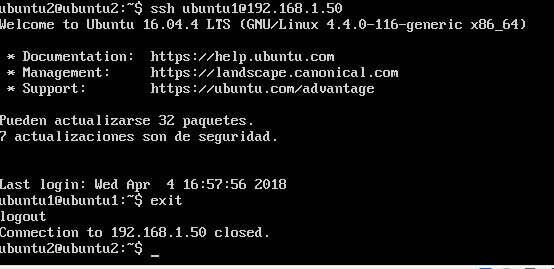 ubuntu2@ubuntu2:~$ ssh ubuntu1@192.168.1.50
Welcome to Ubuntu 16.04.4 LTS (GNU/Linux 4.4.0-116-generic x86_64)
* Documentation:  https://help.ubuntu.com
* Management:     https://landscape.canonical.com
* Support:        https://ubuntu.com/advantage
Pueden actualizarse 32 paquetes.
7 actualizaciones son de seguridad.
Last login: Wed Apr  4 16:57:56 2018
ubuntu1@ubuntu1:~$ exit
logout
Connection to 192.168.1.50 closed.
ubuntu2@ubuntu2:~$ _